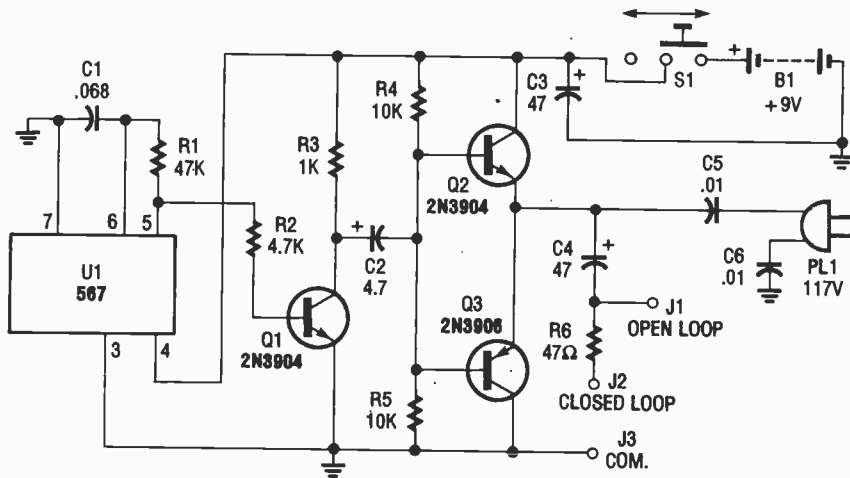 C1
.068
R1
47K
7
6
5
U1
567
3
4
R2
4.7K
R3
1K
+
C2
4.7
Q1
2N3904
R4
10K
R5
10K
Q2
2N3904
Q3
2N3906
C3
47
+
S1
+
B1
+9V
C4
47
+
R6
47Ω
J1
OPEN LOOP
J2
CLOSED LOOP
J3
COM.
C5
.01
C6
.01
PL1
117V